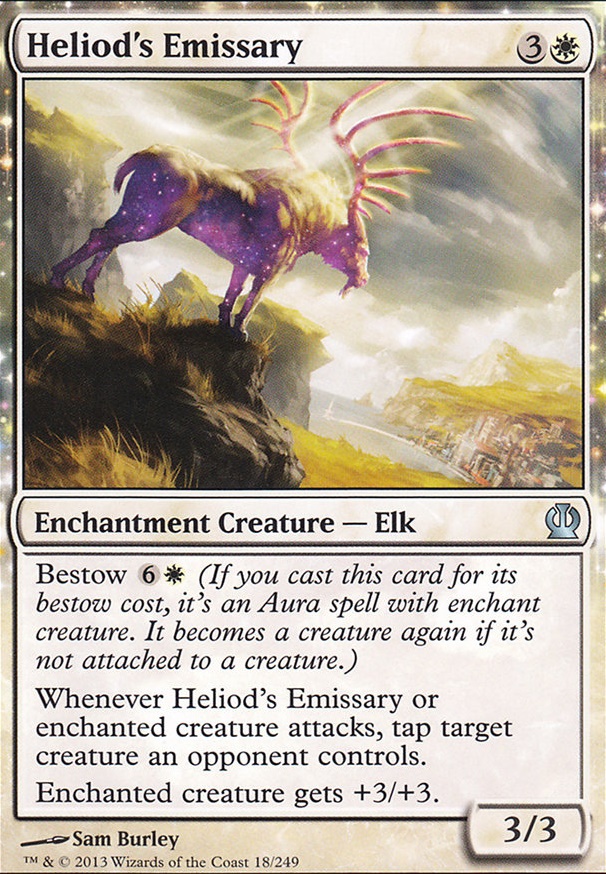 Heliod's Emissary 3
Enchantment Creature — Elk
Bestow 6 (If you cast this card for its
bestow cost, it's an Aura spell with enchant
creature. It becomes a creature again if it's
not attached to a creature.)
Whenever Heliod's Emissary or
enchanted creature attacks, tap target
creature an opponent controls.
Enchanted creature gets +3/+3.
3/3
Sam Burley
™ & © 2013 Wizards of the Coast 18/249